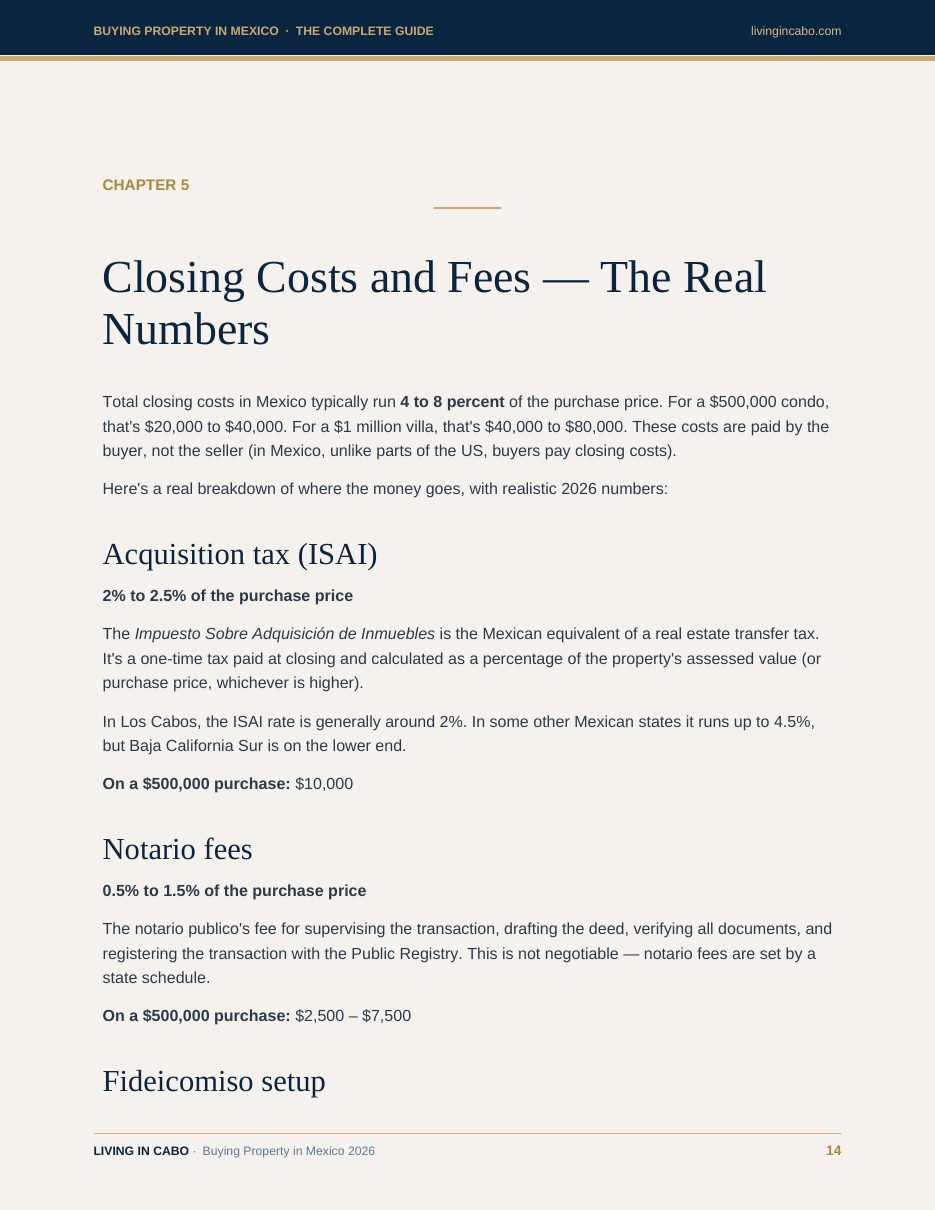 BUYING PROPERTY IN MEXICO · THE COMPLETE GUIDE
livingincabo.com
CHAPTER 5
Closing Costs and Fees — The Real
Numbers
Total closing costs in Mexico typically run 4 to 8 percent of the purchase price. For a $500,000 condo,
that's $20,000 to $40,000. For a $1 million villa, that's $40,000 to $80,000. These costs are paid by the
buyer, not the seller (in Mexico, unlike parts of the US, buyers pay closing costs).
Here's a real breakdown of where the money goes, with realistic 2026 numbers:
Acquisition tax (ISAI)
2% to 2.5% of the purchase price
The Impuesto Sobre Adquisición de Inmuebles is the Mexican equivalent of a real estate transfer tax.
It's a one-time tax paid at closing and calculated as a percentage of the property's assessed value (or
purchase price, whichever is higher).
In Los Cabos, the ISAI rate is generally around 2%. In some other Mexican states it runs up to 4.5%,
but Baja California Sur is on the lower end.
On a $500,000 purchase: $10,000
Notario fees
0.5% to 1.5% of the purchase price
The notario publico's fee for supervising the transaction, drafting the deed, verifying all documents, and
registering the transaction with the Public Registry. This is not negotiable — notario fees are set by a
state schedule.
On a $500,000 purchase: $2,500 – $7,500
Fideicomiso setup
LIVING IN CABO · Buying Property in Mexico 2026
14